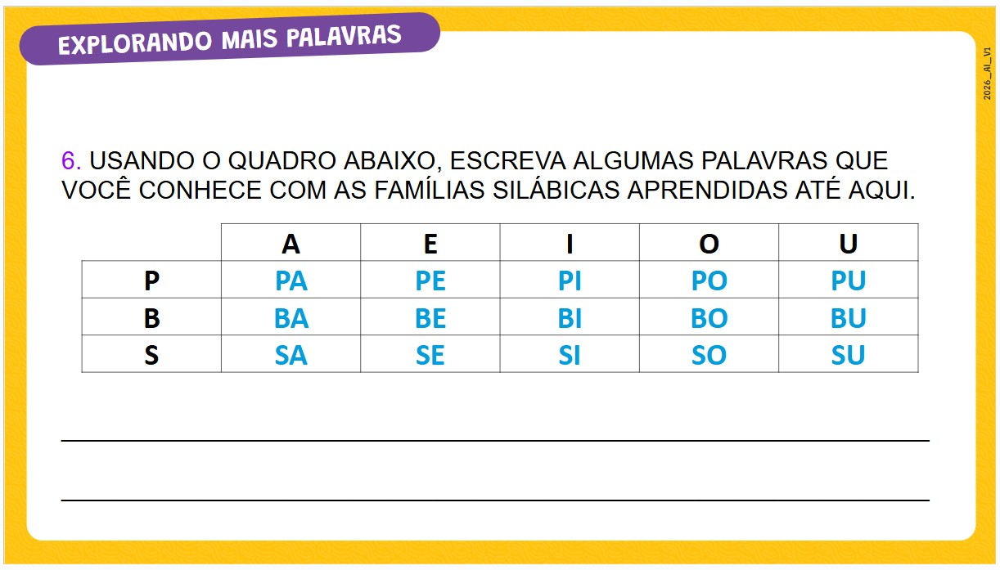 EXPLORANDO MAIS PALAVRAS
2026_AI_V1
6. USANDO O QUADRO ABAIXO, ESCREVA ALGUMAS PALAVRAS QUE
VOCÊ CONHECE COM AS FAMÍLIAS SILÁBICAS APRENDIDAS ATÉ AQUI.
A E I O U
P PA PE PI PO PU
B BA BE BI BO BU
S SA SE SI SO SU